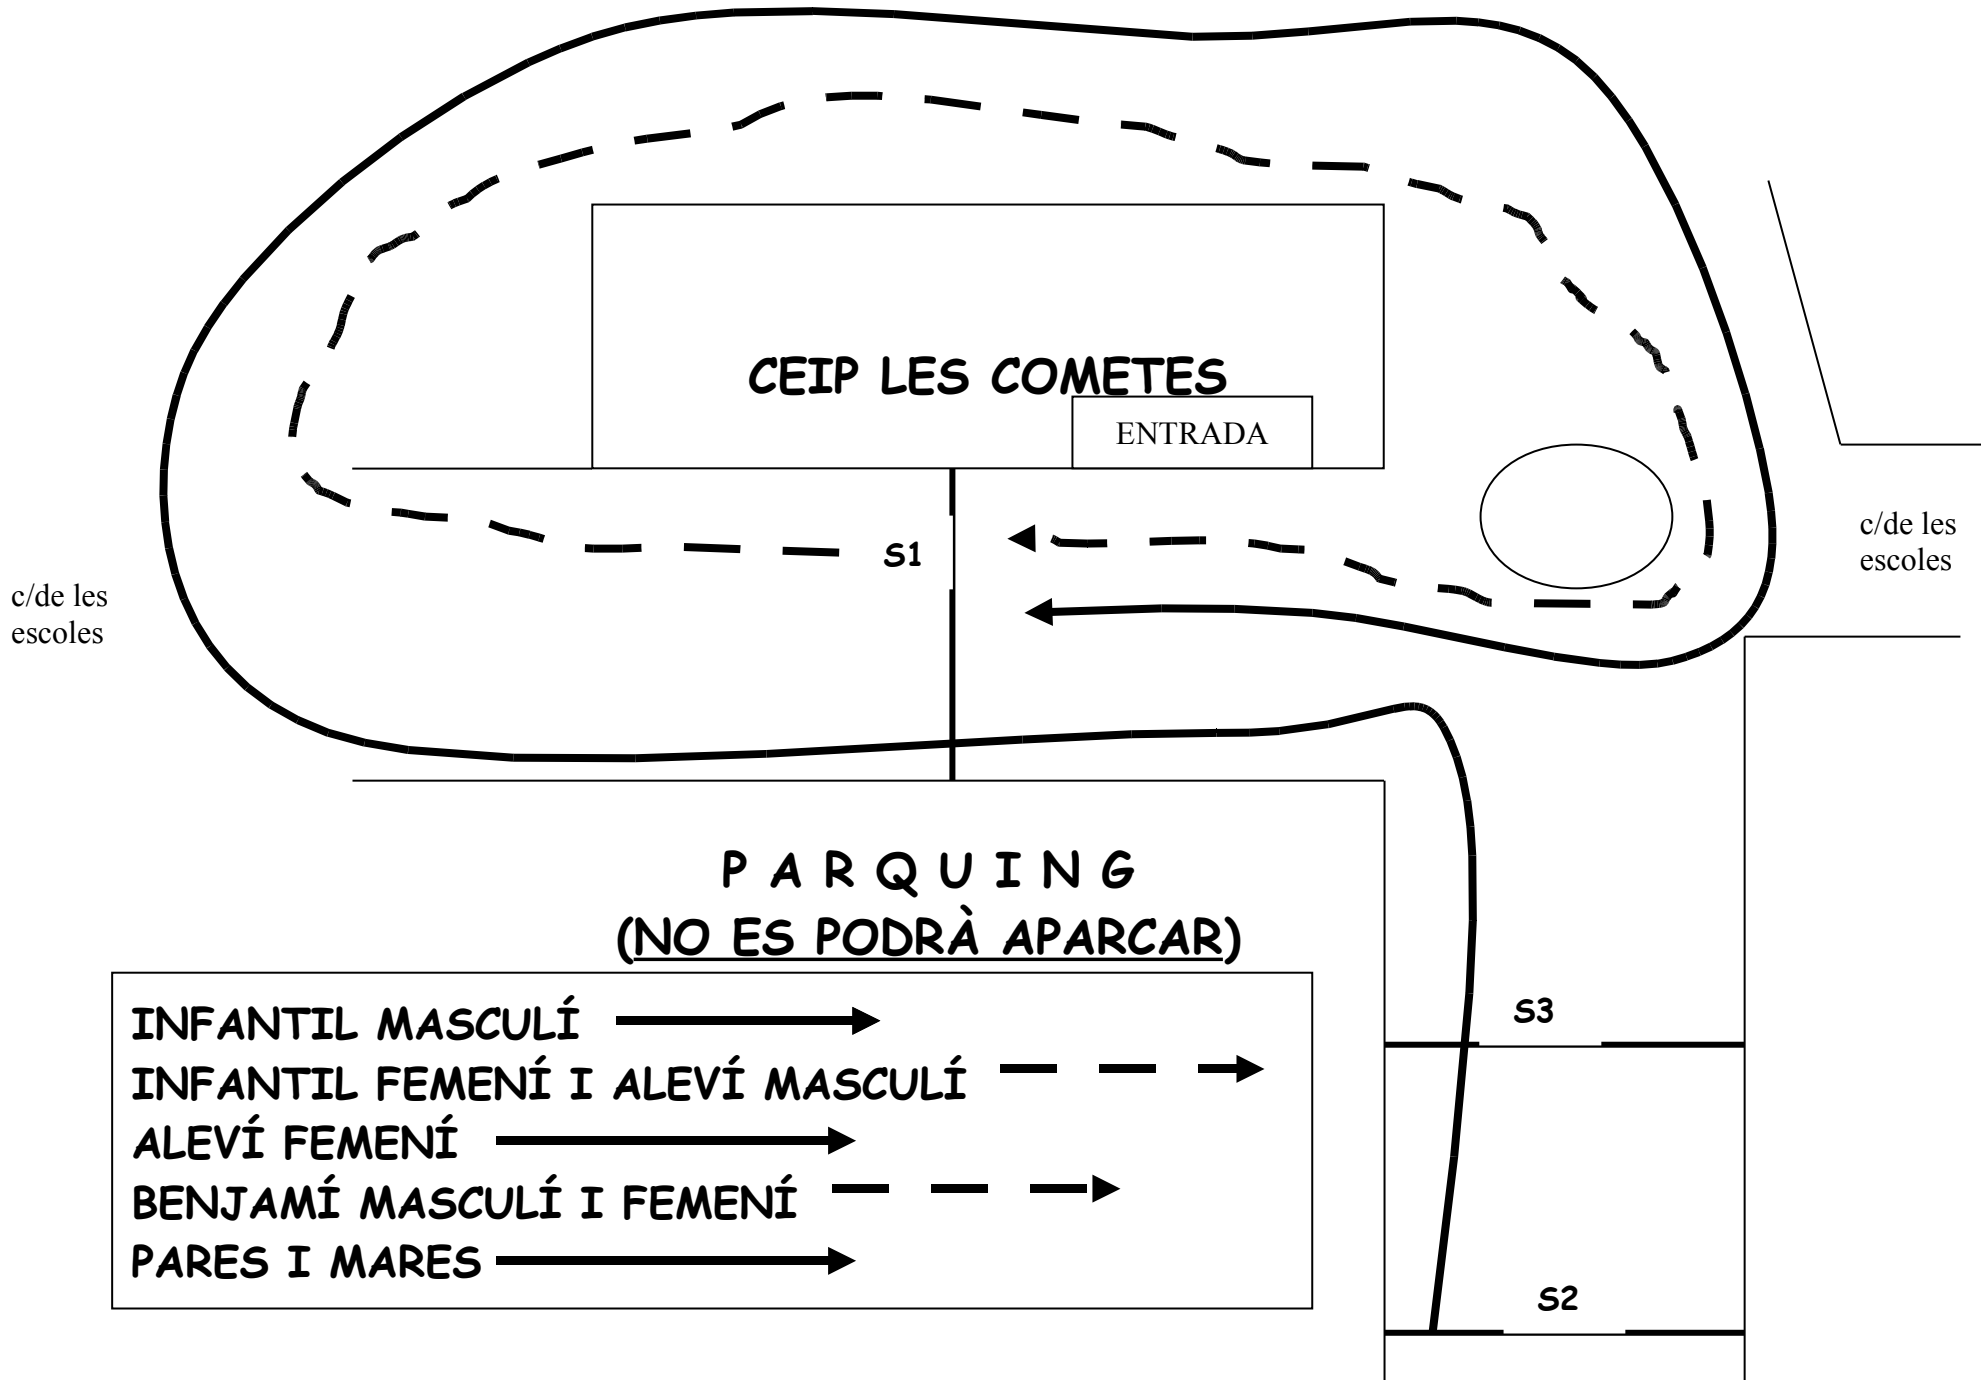 CEIP LES COMETES
ENTRADA
S1
c/de les
escoles
c/de les
escoles
P A R Q U I N G
(NO ES PODRÀ APARCAR)
INFANTIL MASCULÍ
INFANTIL FEMENÍ I ALEVÍ MASCULÍ
ALEVÍ FEMENÍ
BENJAMÍ MASCULÍ I FEMENÍ
PARES I MARES
S3
S2